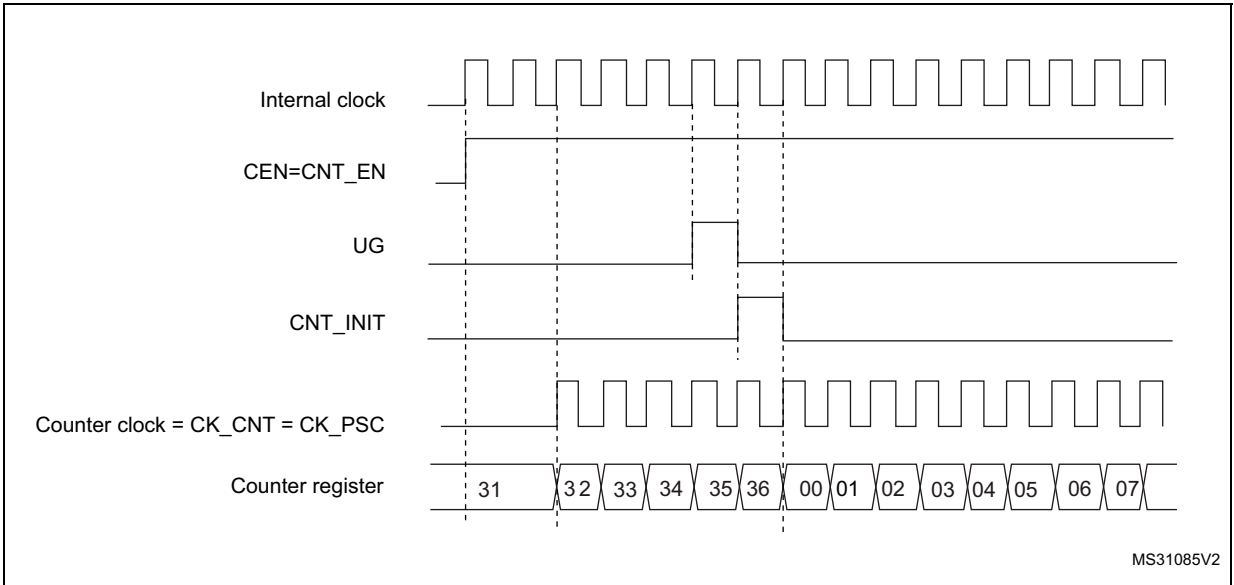 Internal clock
CEN=CNT_EN
UG
CNT_INIT
Counter clock = CK_CNT = CK_PSC
Counter register 31 32 33 34 35 36 00 01 02 03 04 05 06 07
MS31085V2